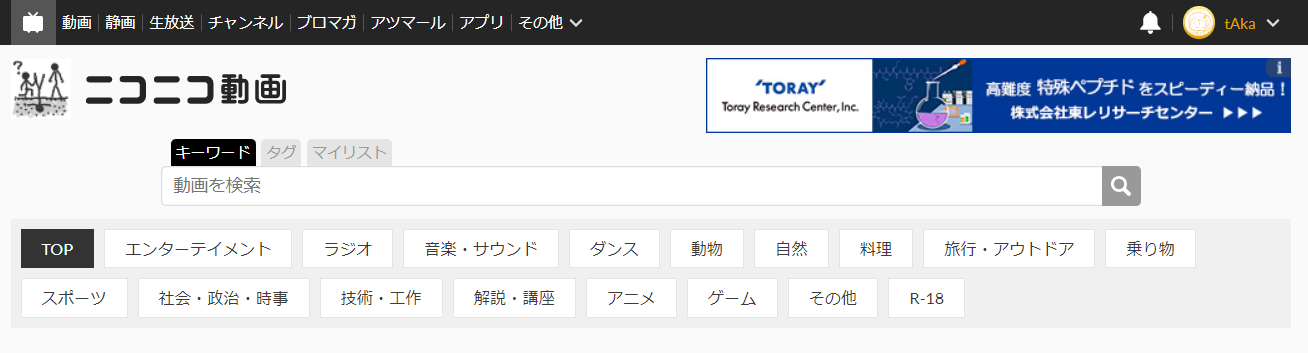 動画 静画 生放送 チャンネル ブロマガ アツマール アプリ その他 tAka
?
ニコニコ動画
'TORAY'
Toray Research Center, Inc.
高難度 特殊ペプチド をスピーディー納品!
株式会社東レリサーチセンター ▶▶▶
i
キーワード タグ マイリスト
動画を検索
TOP エンターテイメント ラジオ 音楽・サウンド ダンス 動物 自然 料理 旅行・アウトドア 乗り物
スポーツ 社会・政治・時事 技術・工作 解説・講座 アニメ ゲーム その他 R-18